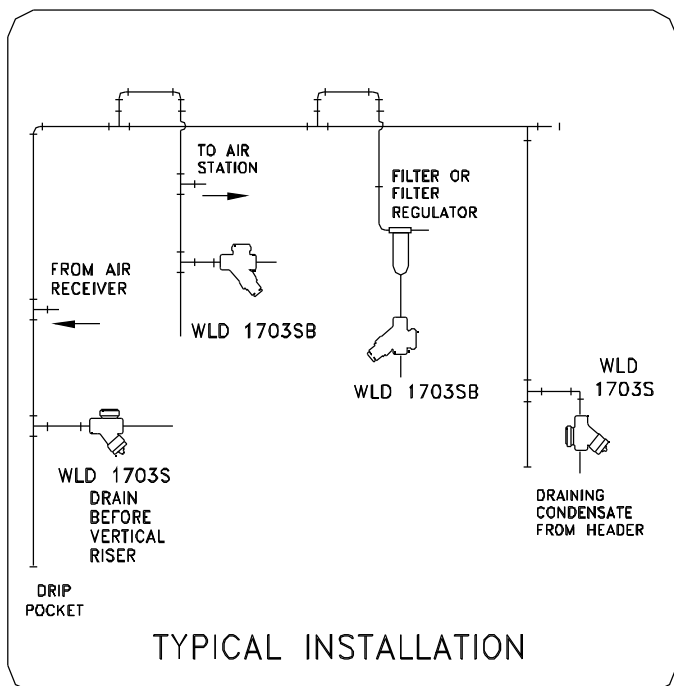 TO AIR
STATION
FILTER OR
FILTER
REGULATOR
FROM AIR
RECEIVER
WLD 1703SB
WLD 1703SB
WLD
1703S
WLD 1703S
DRAIN
BEFORE
VERTICAL
RISER
DRAINING
CONDENSATE
FROM HEADER
DRIP
POCKET
TYPICAL INSTALLATION